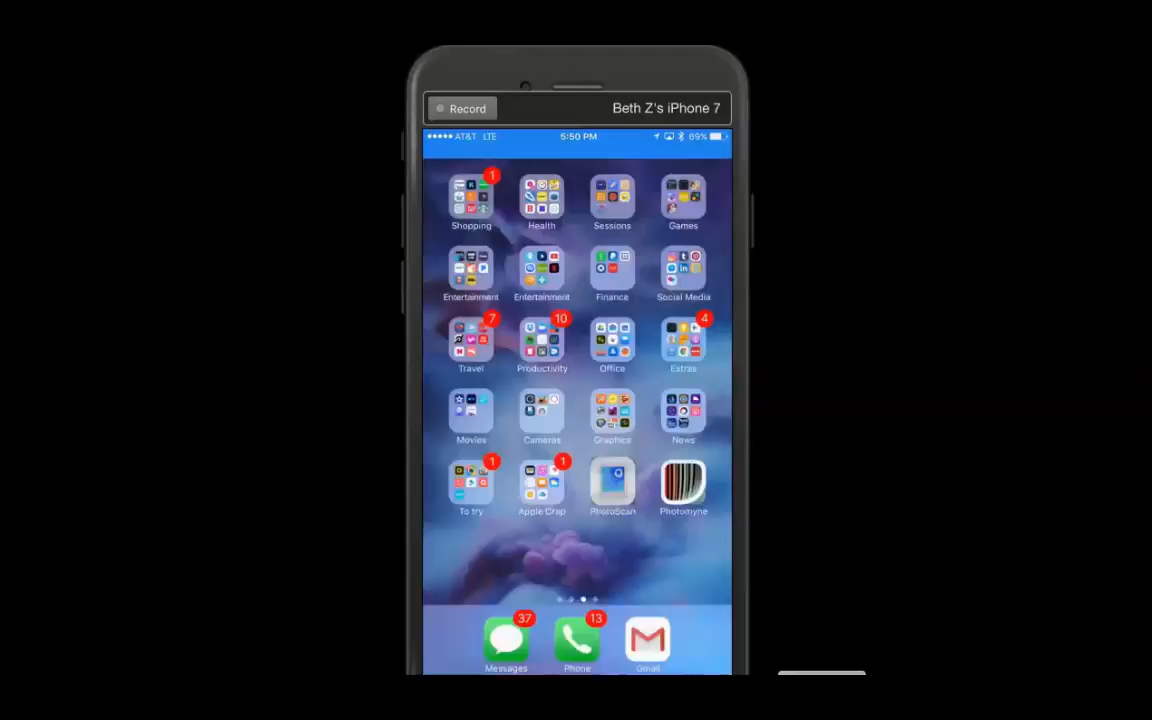 Record
Beth Z's iPhone 7
AT&T LTE
5:50 PM
69%
1
Shopping
Health
Sessions
Games
Entertainment
Entertainment
Finance
Social Media
7
10
4
Travel
Productivity
Office
Extras
Movies
Cameras
Graphics
News
1
1
To try
Apple Crap
PhotoScan
Photomyne
37
13
Messages
Phone
Gmail